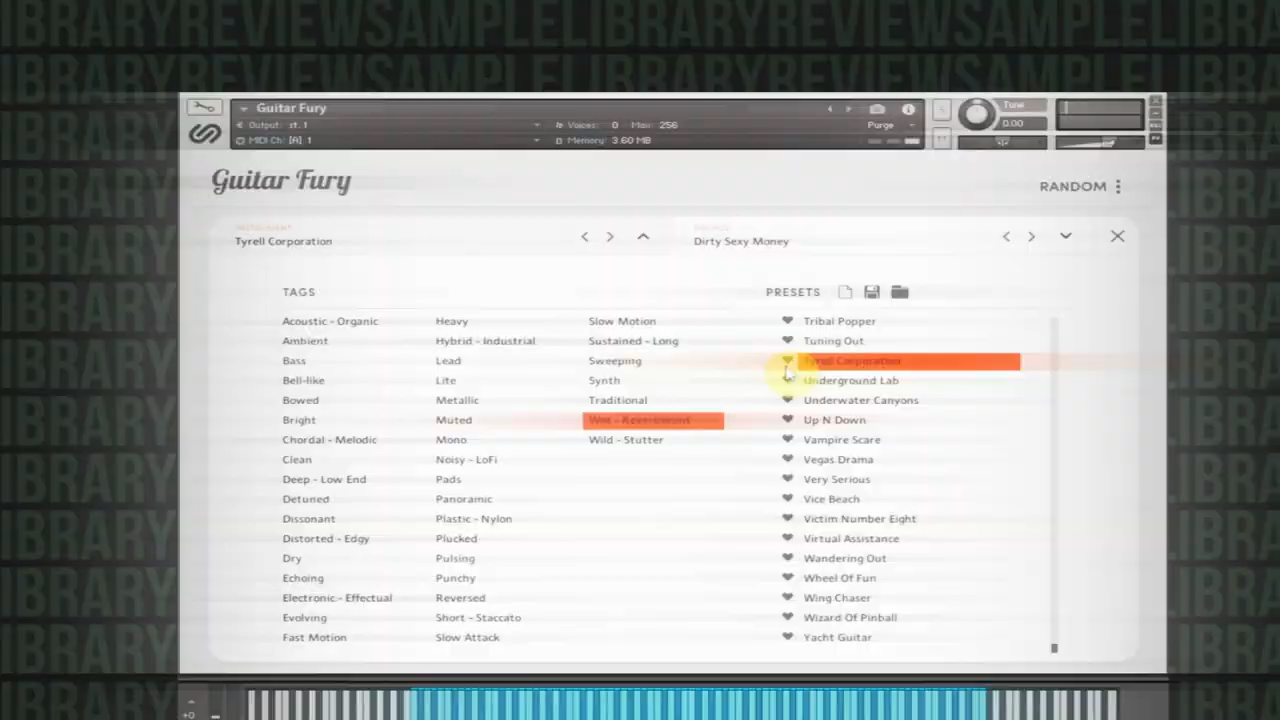 LIBRARYREVIEWSAMPLELIBRARYREVIEWSAMPLEL
Guitar Fury
Output: st.1
Voices: 0 Max: 256
Purge
MIDI Ch: [A] 1
Memory: 3.60 MB
Tune
0.00
Guitar Fury
RANDOM
Tyrell Corporation
Dirty Sexy Money
TAGS
Acoustic - Organic
Ambient
Bass
Bell-like
Bowed
Bright
Chordal - Melodic
Clean
Deep - Low End
Detuned
Dissonant
Distorted - Edgy
Dry
Echoing
Electronic - Effectual
Evolving
Fast Motion
Heavy
Hybrid - Industrial
Lead
Lite
Metallic
Muted
Mono
Noisy - LoFi
Pads
Panoramic
Plastic - Nylon
Plucked
Pulsing
Punchy
Reversed
Short - Staccato
Slow Attack
Slow Motion
Sustained - Long
Sweeping
Synth
Traditional
Wet - Reverberant
Wild - Stutter
PRESETS
Tribal Popper
Tuning Out
Tyrell Corporation
Underground Lab
Underwater Canyons
Up N Down
Vampire Scare
Vegas Drama
Very Serious
Vice Beach
Victim Number Eight
Virtual Assistance
Wandering Out
Wheel Of Fun
Wing Chaser
Wizard Of Pinball
Yacht Guitar
+0